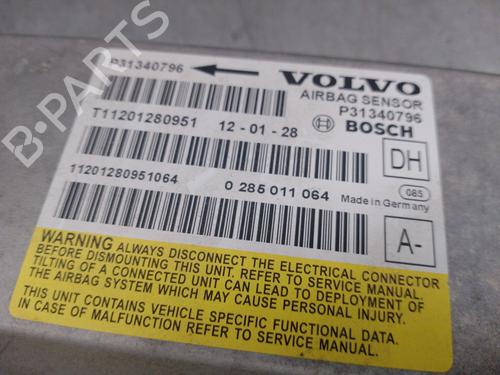 B-PARTS
P31340796
VOLVO
AIRBAG SENSOR
P31340796
T11201280951
12-01-28
BOSCH
DH
11201280951064
0 285 011 064
Made in Germany
085
A-
WARNING ALWAYS DISCONNECT THE ELECTRICAL CONNECTOR
BEFORE DISMOUNTING THIS UNIT. REFER TO SERVICE MANUAL.
TILTING OF A CONNECTED UNIT CAN LEAD TO DEPLOYMENT OF
THE AIRBAG SYSTEM WHICH MAY CAUSE PERSONAL INJURY.
THIS UNIT CONTAINS VEHICLE SPECIFIC FUNCTIONAL DATA.
IN CASE OF MALFUNCTION REFER TO SERVICE MANUAL.